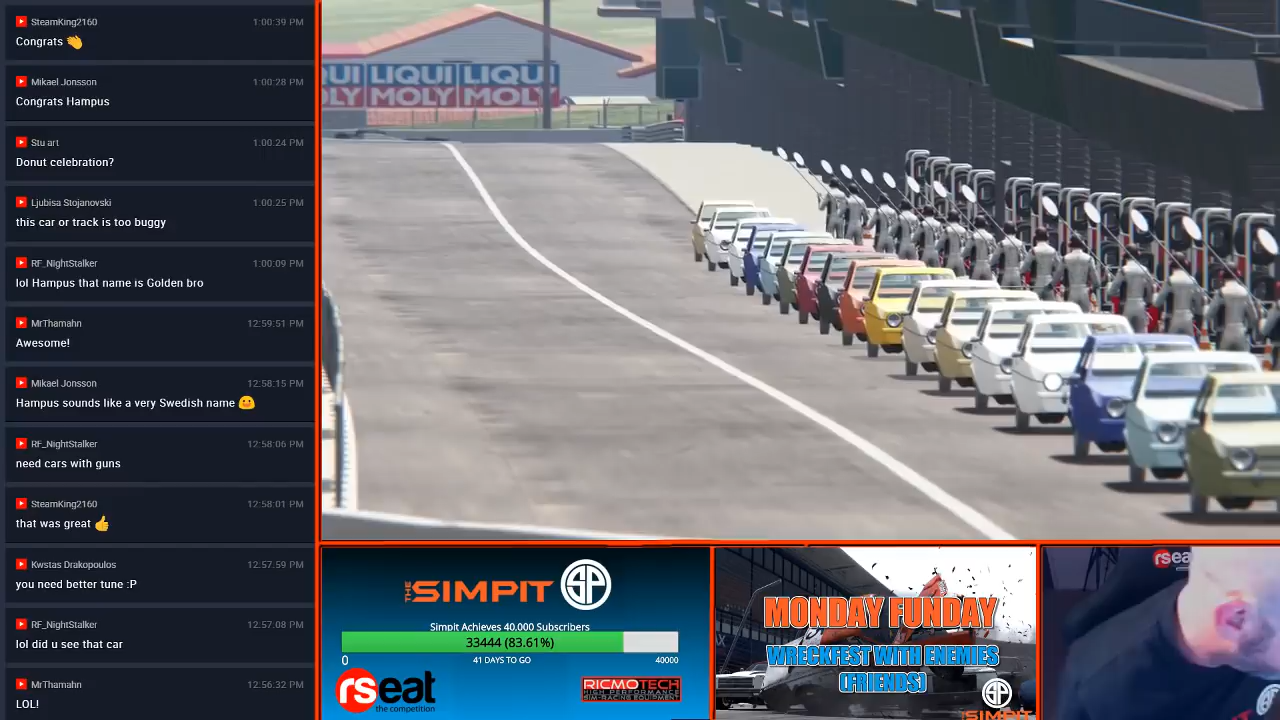 SteamKing2160 1:00:39 PM
Congrats 👏
Mikael Jonsson 1:00:28 PM
Congrats Hampus
Stu art 1:00:24 PM
Donut celebration?
Ljubisa Stojanovski 1:00:25 PM
this car or track is too buggy
RF_NightStalker 1:00:09 PM
lol Hampus that name is Golden bro
MrThamahn 12:59:51 PM
Awesome!
Mikael Jonsson 12:58:15 PM
Hampus sounds like a very Swedish name
RF_NightStalker 12:58:06 PM
need cars with guns
SteamKing2160 12:58:01 PM
that was great 👍
Kwstas Drakopoulos 12:57:59 PM
you need better tune :P
RF_NightStalker 12:57:08 PM
lol did u see that car
MrThamahn 12:56:32 PM
LIQUI LIQUI
MOLY MOLY
THE SIMPIT SP
Simpit Achieves 40,000 Subscribers
33444 (83.61%)
0 41 DAYS TO GO 40000
rseat
the competition
RICMOTECH
HIGH PERFORMANCE
SIM-RACING EQUIPMENT
MONDAY FUNDAY
WRECKFEST WITH ENEMIES
(FRIENDS)
SP
SIMPIT
rseat